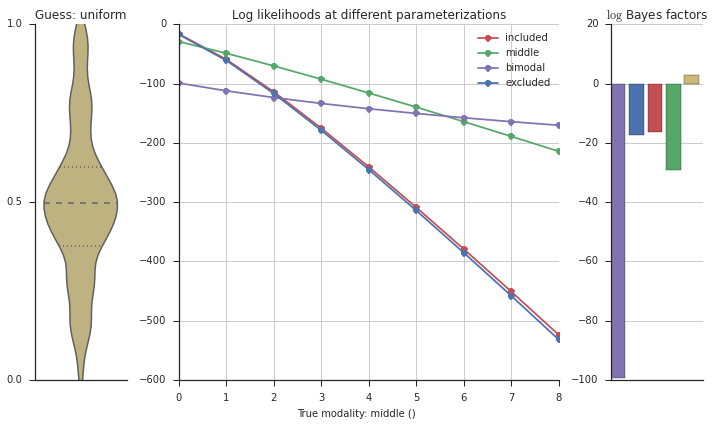 Guess: uniform
1.0
0.5
0.0
Log likelihoods at different parameterizations
0
−100
−200
−300
−400
−500
−600
included
middle
bimodal
excluded
0 1 2 3 4 5 6 7 8
True modality: middle ()
log Bayes factors
20
0
−20
−40
−60
−80
−100